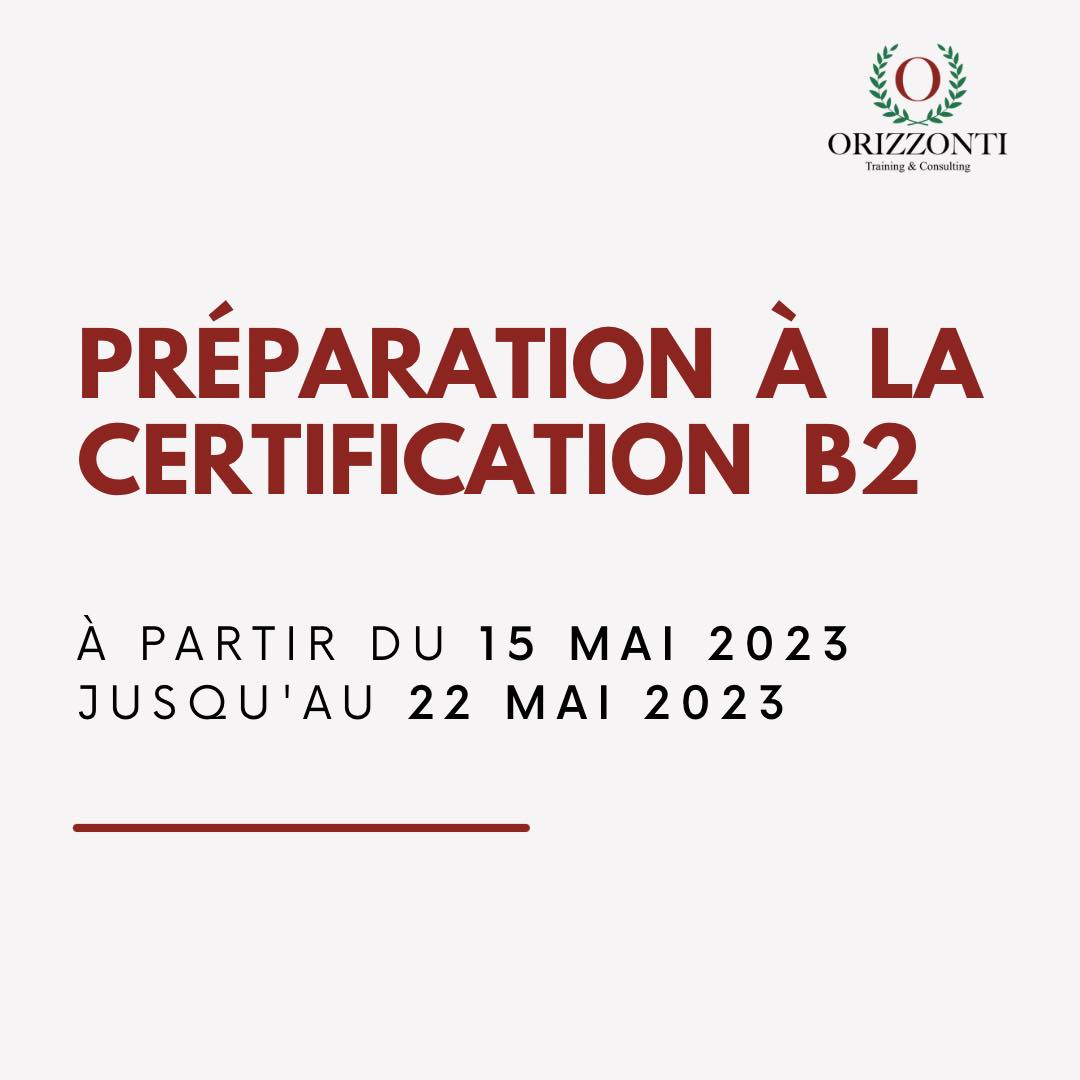 O
ORIZZONTI
Training & Consulting
PRÉPARATION À LA
CERTIFICATION B2
À PARTIR DU 15 MAI 2023
JUSQU'AU 22 MAI 2023